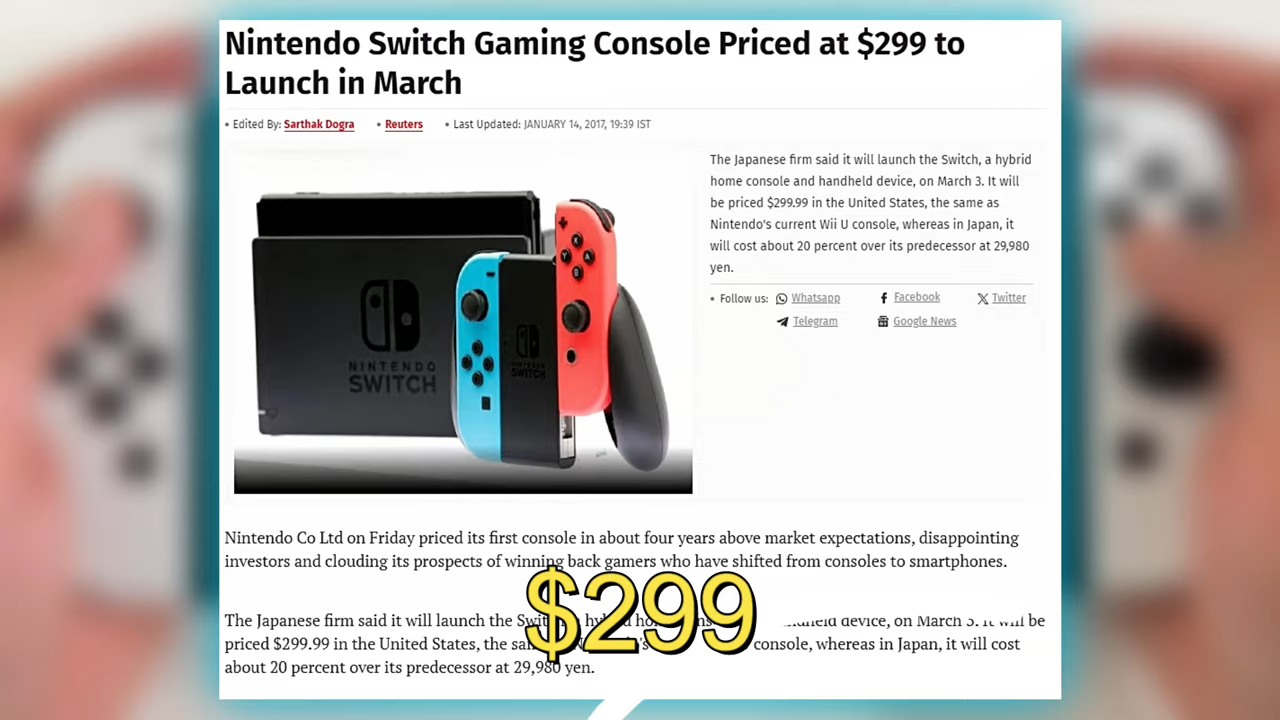 Nintendo Switch Gaming Console Priced at $299 to
Launch in March
• Edited By: Sarthak Dogra • Reuters • Last Updated: JANUARY 14, 2017, 19:39 IST
The Japanese firm said it will launch the Switch, a hybrid
home console and handheld device, on March 3. It will
be priced $299.99 in the United States, the same as
Nintendo's current Wii U console, whereas in Japan, it
will cost about 20 percent over its predecessor at 29,980
yen.
• Follow us: Whatsapp Facebook Twitter
Telegram Google News
NINTENDO
SWITCH
NINTENDO
SWITCH
Nintendo Co Ltd on Friday priced its first console in about four years above market expectations, disappointing
investors and clouding its prospects of winning back gamers who have shifted from consoles to smartphones.
$299
The Japanese firm said it will launch the device, on March 3. It will be
priced $299.99 in the United States, the console, whereas in Japan, it will cost
about 20 percent over its predecessor at 29,980 yen.